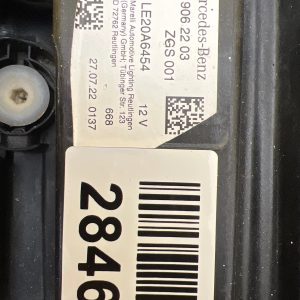 rcedes-Benz
906 22 03
ZGS 001
LE20A6454
12 V
Marelli Automotive Lighting Reutlingen
(Germany) GmbH; Tübinger Str. 123
D 72762 Reutlingen
668
27.07.22 0137
2846